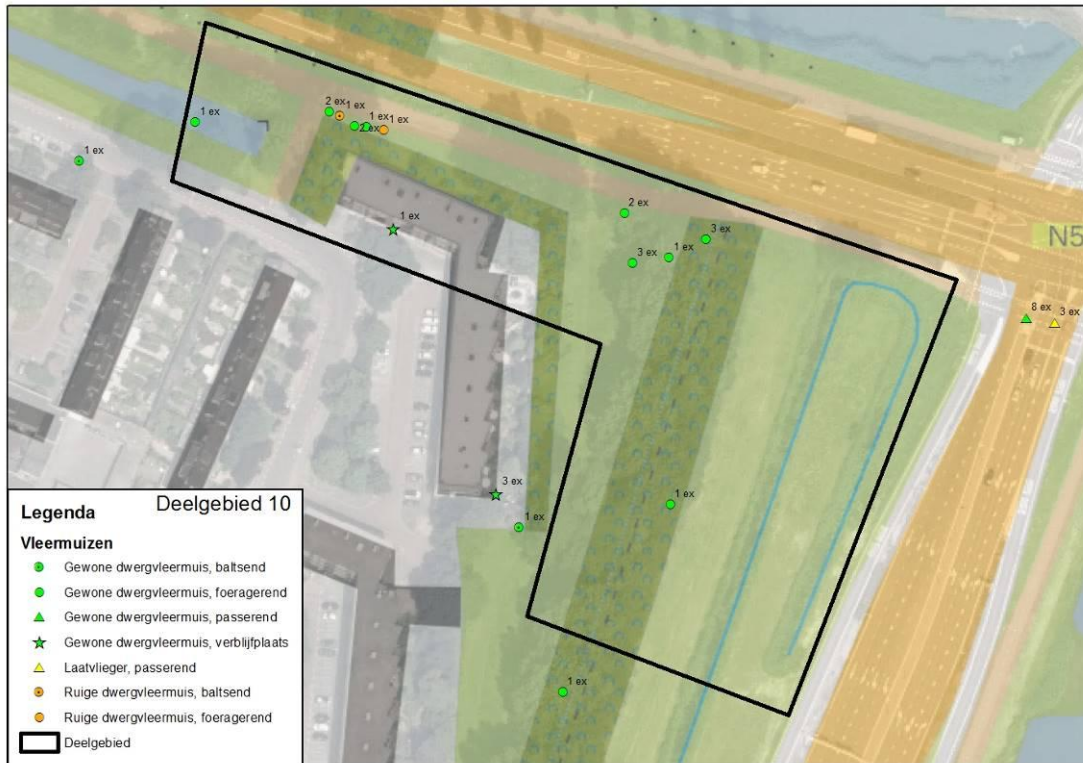 2 ex
1 ex
1 ex
1 ex
1 ex
2 ex
1 ex
1 ex
2 ex
3 ex
1 ex
3 ex
N5
8 ex
3 ex
3 ex
1 ex
1 ex
1 ex
Deelgebied 10
Legenda
Vleermuizen
Gewone dwergvleermuis, baltsend
Gewone dwergvleermuis, foeragerend
Gewone dwergvleermuis, passerend
Gewone dwergvleermuis, verblijfplaats
Laatvlieger, passerend
Ruige dwergvleermuis, baltsend
Ruige dwergvleermuis, foeragerend
Deelgebied